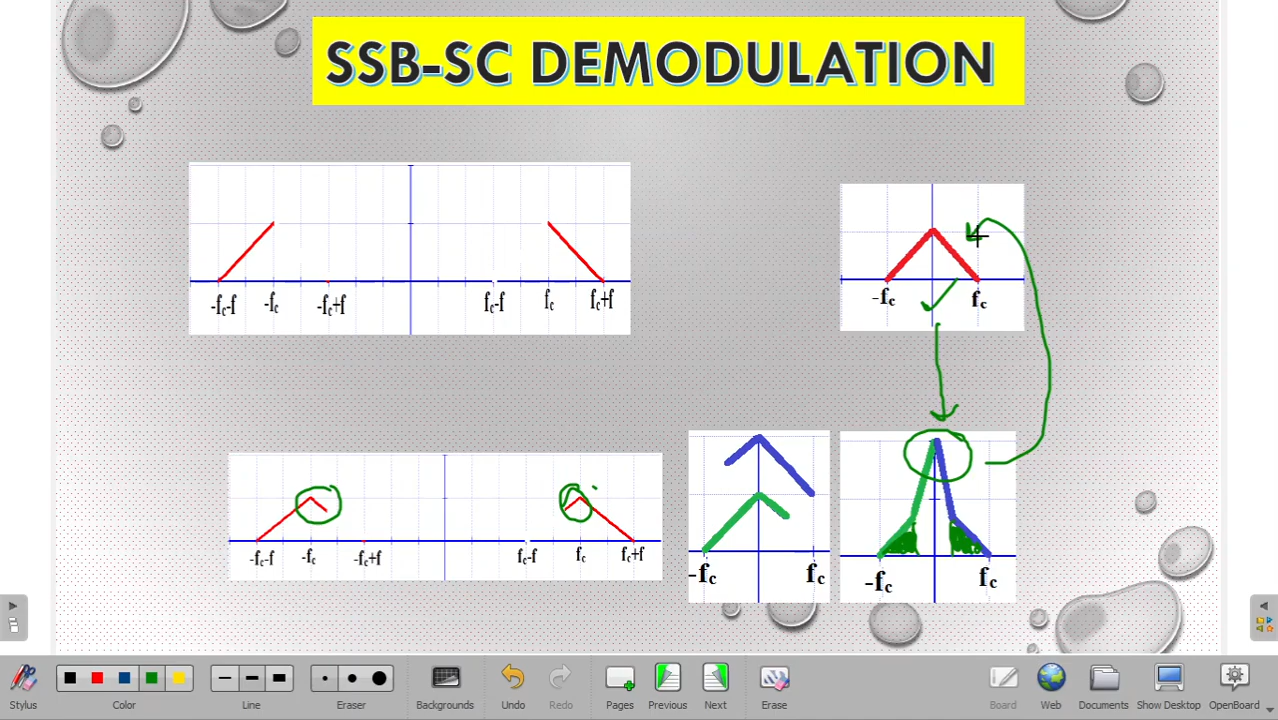 SSB-SC DEMODULATION
-fc-f -fc -fc+f fc-f fc fc+f
-fc fc
-fc-f -fc -fc+f fc-f fc fc+f
-fc fc
-fc fc
Stylus Color Line Eraser Backgrounds Undo Redo Pages Previous Next Erase Board Web Documents Show Desktop OpenBoard